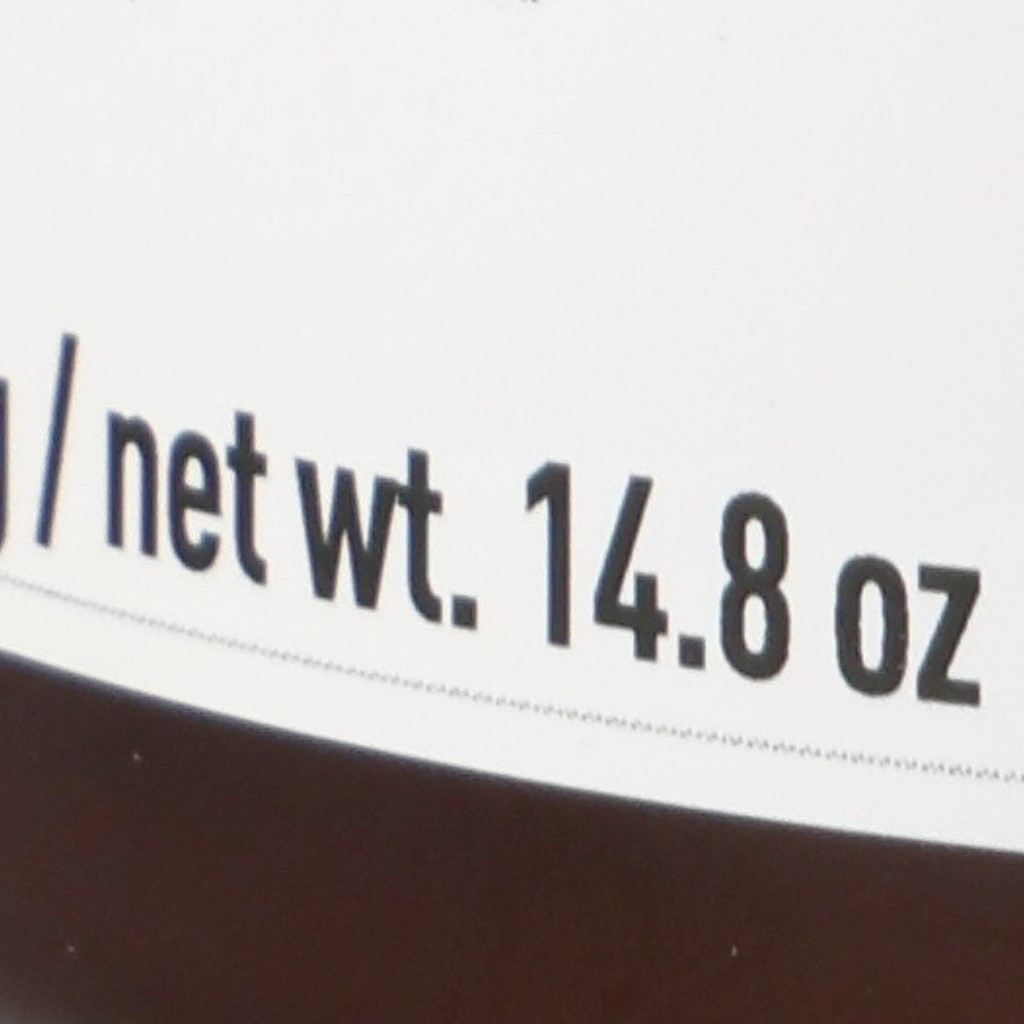 g / net wt. 14.8 oz